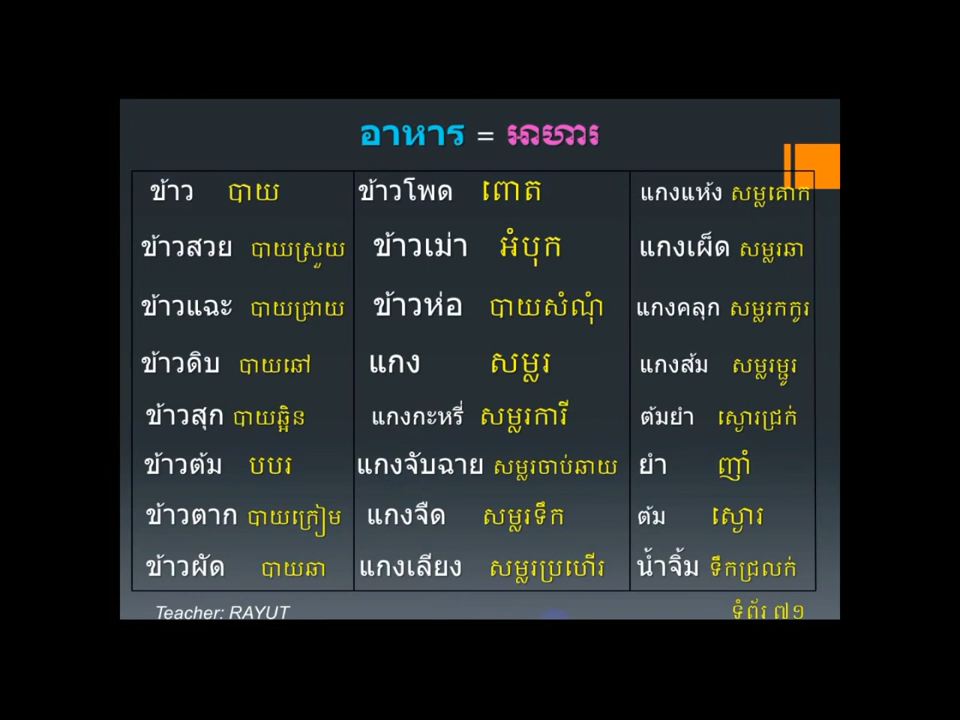 อาหาร = អាហារ
ข้าว បាយ ข้าวโพด ពោត แกงแห้ง សម្លគោក
ข้าวสวย បាយស្រួយ ข้าวเม่า អំបុក แกงเผ็ด សម្លរឆា
ข้าวแฉะ បាយជ្រាយ ข้าวห่อ បាយសំណុំ แกงคลุก សម្លរកកូរ
ข้าวดิบ បាយឆៅ แกง សម្លរ แกงส้ม សម្លរម្ជូរ
ข้าวสุก បាយឆ្អិន แกงกะหรี่ សម្លរការី ต้มยำ ស្ងោរជ្រក់
ข้าวต้ม បបរ แกงจับฉาย សម្លរចាប់ឆាយ ยำ ញាំ
ข้าวตาก បាយក្រៀម แกงจืด សម្លរទឹក ต้ม ស្ងោរ
ข้าวผัด បាយឆា แกงเลียง សម្លរប្រហើរ น้ำจิ้ม ទឹកជ្រលក់
Teacher: RAYUT ទំព័រ ៧១